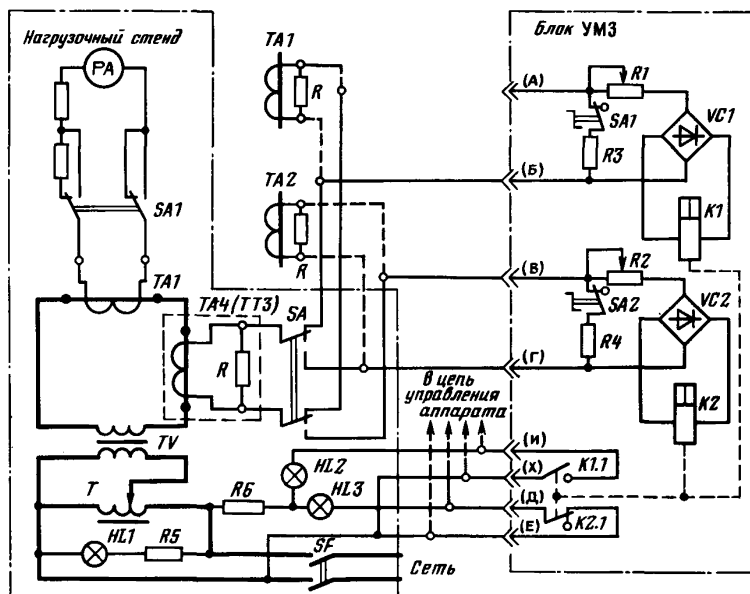 Нагрузочный стенд
PA
SA1
TA1
TA4(TT3)
R
SA
TV
T
HL1
R5
R6
HL2
HL3
SF
Сеть
TA1
R
TA2
R
В цепь
управления
аппарата
Блок УМЗ
(А)
R1
SA1
VC1
R3
(Б)
K1
(В)
R2
SA2
VC2
R4
(Г)
K2
(И)
(Х)
K1.1
(Д)
(Е)
K2.1